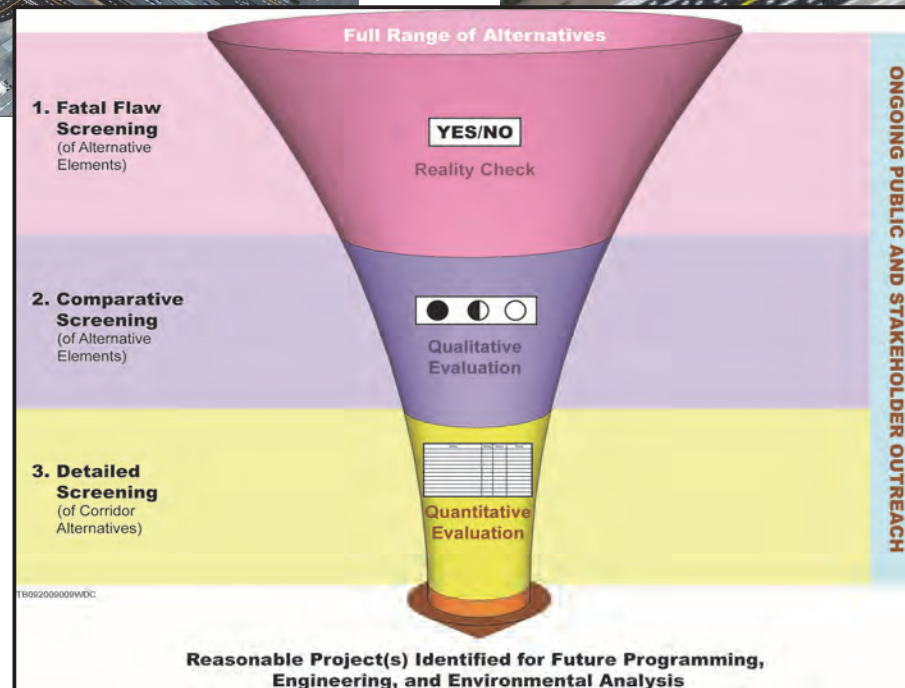 Full Range of Alternatives
1. Fatal Flaw
Screening
(of Alternative
Elements)
YES/NO
Reality Check
2. Comparative
Screening
(of Alternative
Elements)
Qualitative
Evaluation
3. Detailed
Screening
(of Corridor
Alternatives)
Quantitative
Evaluation
ONGOING PUBLIC AND STAKEHOLDER OUTREACH
TB092009009WDC
Reasonable Project(s) Identified for Future Programming,
Engineering, and Environmental Analysis